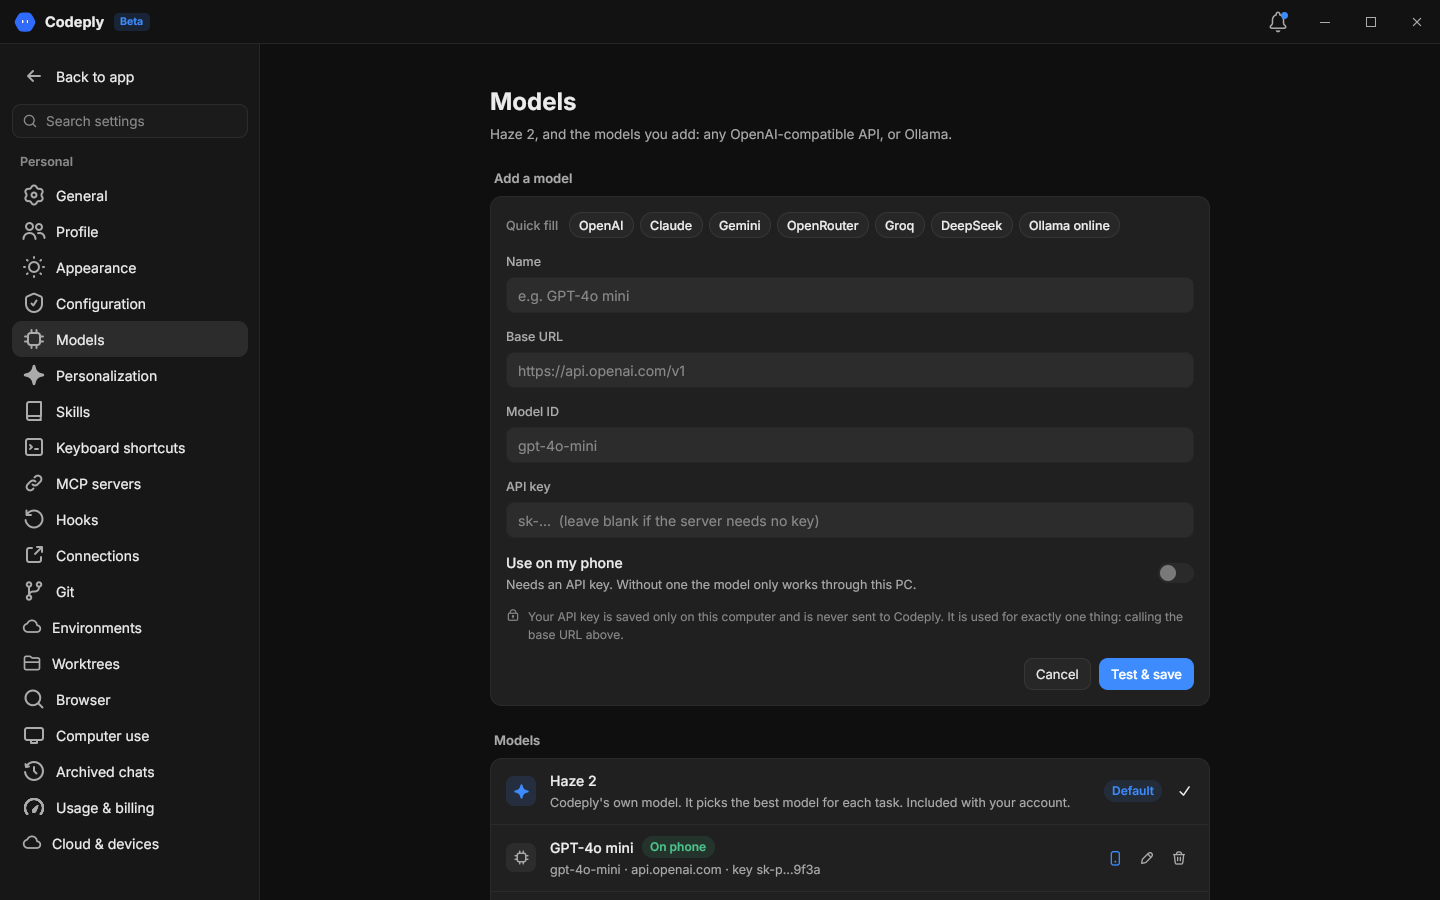 Codeply Beta
Back to app
Search settings
Personal
General
Profile
Appearance
Configuration
Models
Personalization
Skills
Keyboard shortcuts
MCP servers
Hooks
Connections
Git
Environments
Worktrees
Browser
Computer use
Archived chats
Usage & billing
Cloud & devices
Models
Haze 2, and the models you add: any OpenAI-compatible API, or Ollama.
Add a model
Quick fill OpenAI Claude Gemini OpenRouter Groq DeepSeek Ollama online
Name
e.g. GPT-4o mini
Base URL
https://api.openai.com/v1
Model ID
gpt-4o-mini
API key
sk-... (leave blank if the server needs no key)
Use on my phone
Needs an API key. Without one the model only works through this PC.
Your API key is saved only on this computer and is never sent to Codeply. It is used for exactly one thing: calling the
base URL above.
Cancel Test & save
Models
Haze 2
Codeply's own model. It picks the best model for each task. Included with your account.
Default
GPT-4o mini On phone
gpt-4o-mini · api.openai.com · key sk-p...9f3a